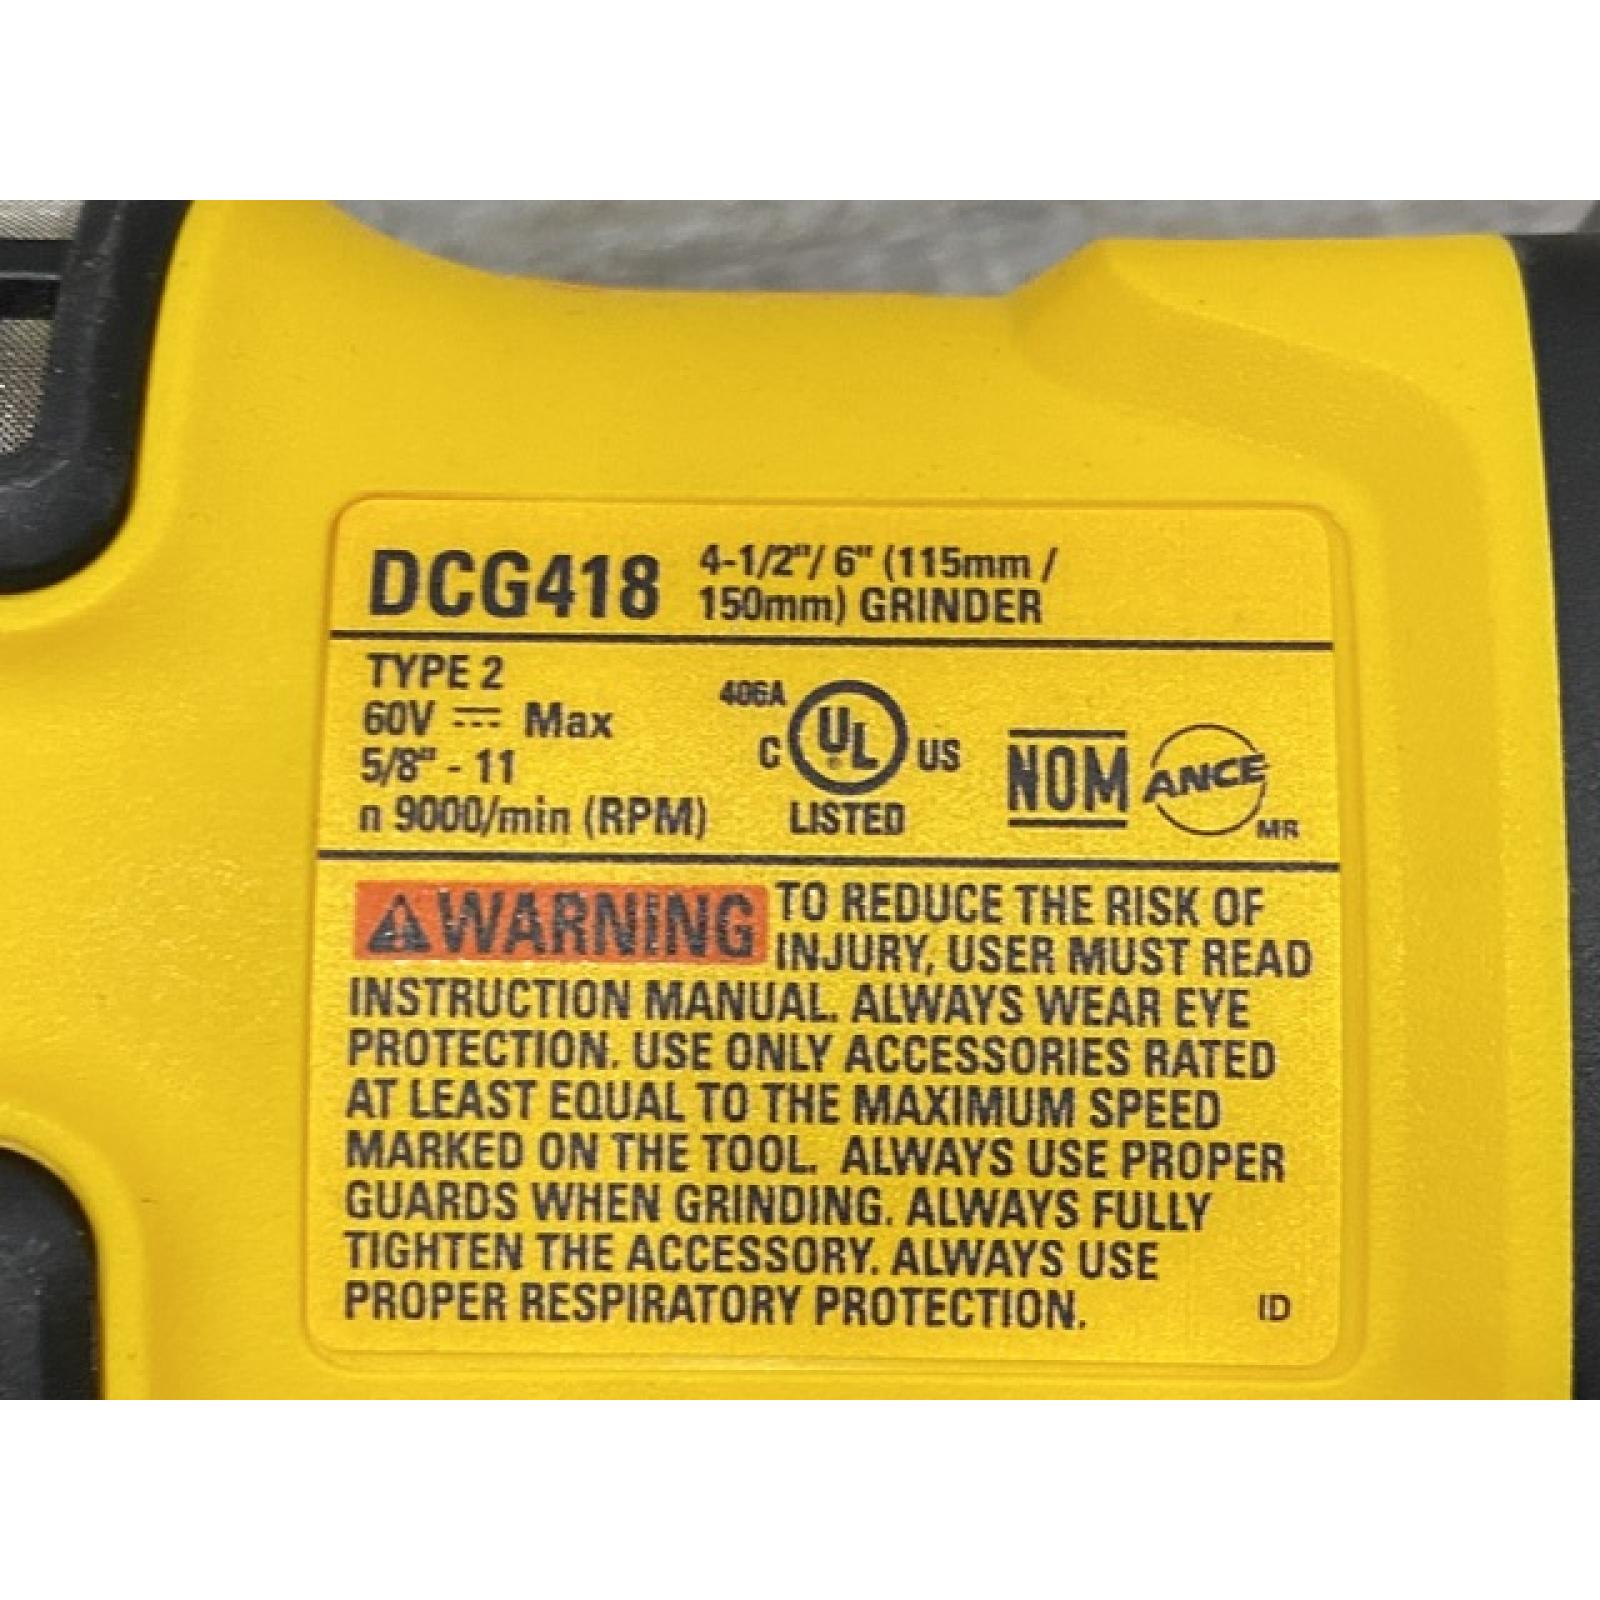 DCG418 4-1/2"/ 6" (115mm /
150mm) GRINDER
TYPE 2
60V ⎓ Max
5/8" - 11
n 9000/min (RPM)
406A
C UL ® US
LISTED
NOM
ANCE
MR
WARNING TO REDUCE THE RISK OF
INJURY, USER MUST READ
INSTRUCTION MANUAL. ALWAYS WEAR EYE
PROTECTION. USE ONLY ACCESSORIES RATED
AT LEAST EQUAL TO THE MAXIMUM SPEED
MARKED ON THE TOOL. ALWAYS USE PROPER
GUARDS WHEN GRINDING. ALWAYS FULLY
TIGHTEN THE ACCESSORY. ALWAYS USE
PROPER RESPIRATORY PROTECTION.
ID